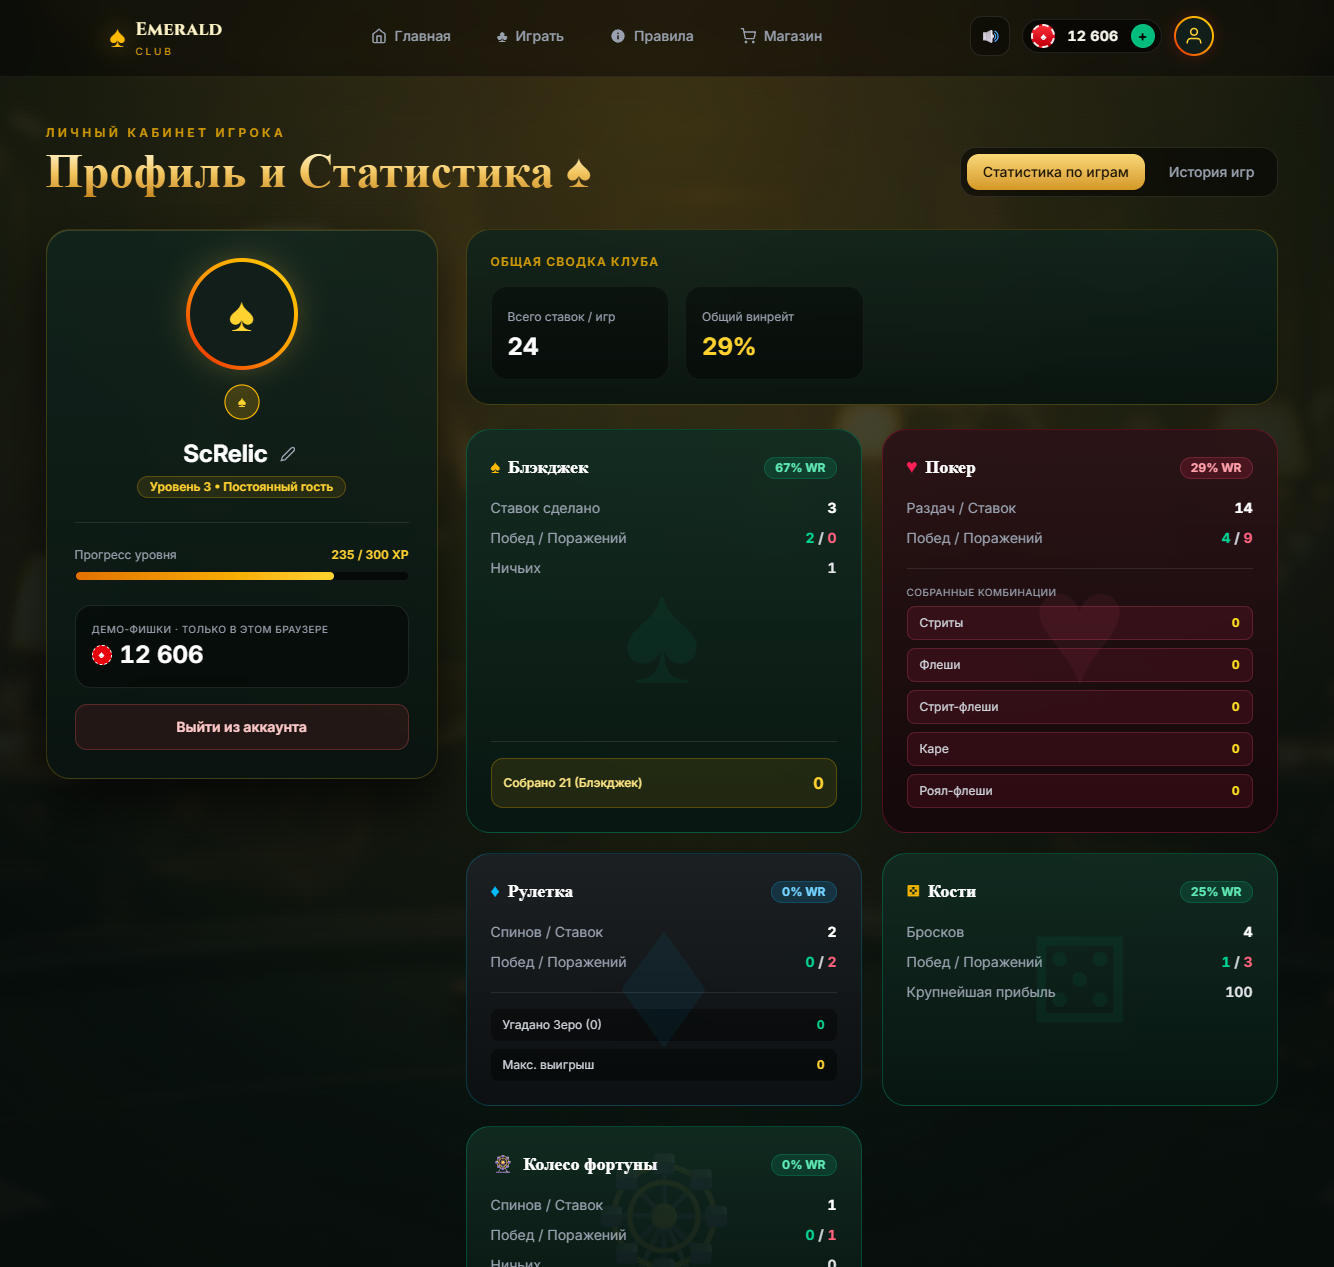 EMERALD
CLUB
Главная
Играть
Правила
Магазин
12 606
+
ЛИЧНЫЙ КАБИНЕТ ИГРОКА
Профиль и Статистика ♠
Статистика по играм
История игр
ScRelic
Уровень 3 • Постоянный гость
Прогресс уровня
235 / 300 XP
ДЕМО-ФИШКИ · ТОЛЬКО В ЭТОМ БРАУЗЕРЕ
12 606
Выйти из аккаунта
ОБЩАЯ СВОДКА КЛУБА
Всего ставок / игр
24
Общий винрейт
29%
♠ Блэкджек
67% WR
Ставок сделано
3
Побед / Поражений
2 / 0
Ничьих
1
Собрано 21 (Блэкджек)
0
♥ Покер
29% WR
Раздач / Ставок
14
Побед / Поражений
4 / 9
СОБРАННЫЕ КОМБИНАЦИИ
Стриты
0
Флеши
0
Стрит-флеши
0
Каре
0
Роял-флеши
0
♦ Рулетка
0% WR
Спинов / Ставок
2
Побед / Поражений
0 / 2
Угадано Зеро (0)
0
Макс. выигрыш
0
Кости
25% WR
Бросков
4
Побед / Поражений
1 / 3
Крупнейшая прибыль
100
Колесо фортуны
0% WR
Спинов / Ставок
1
Побед / Поражений
0 / 1
Ничьих
0